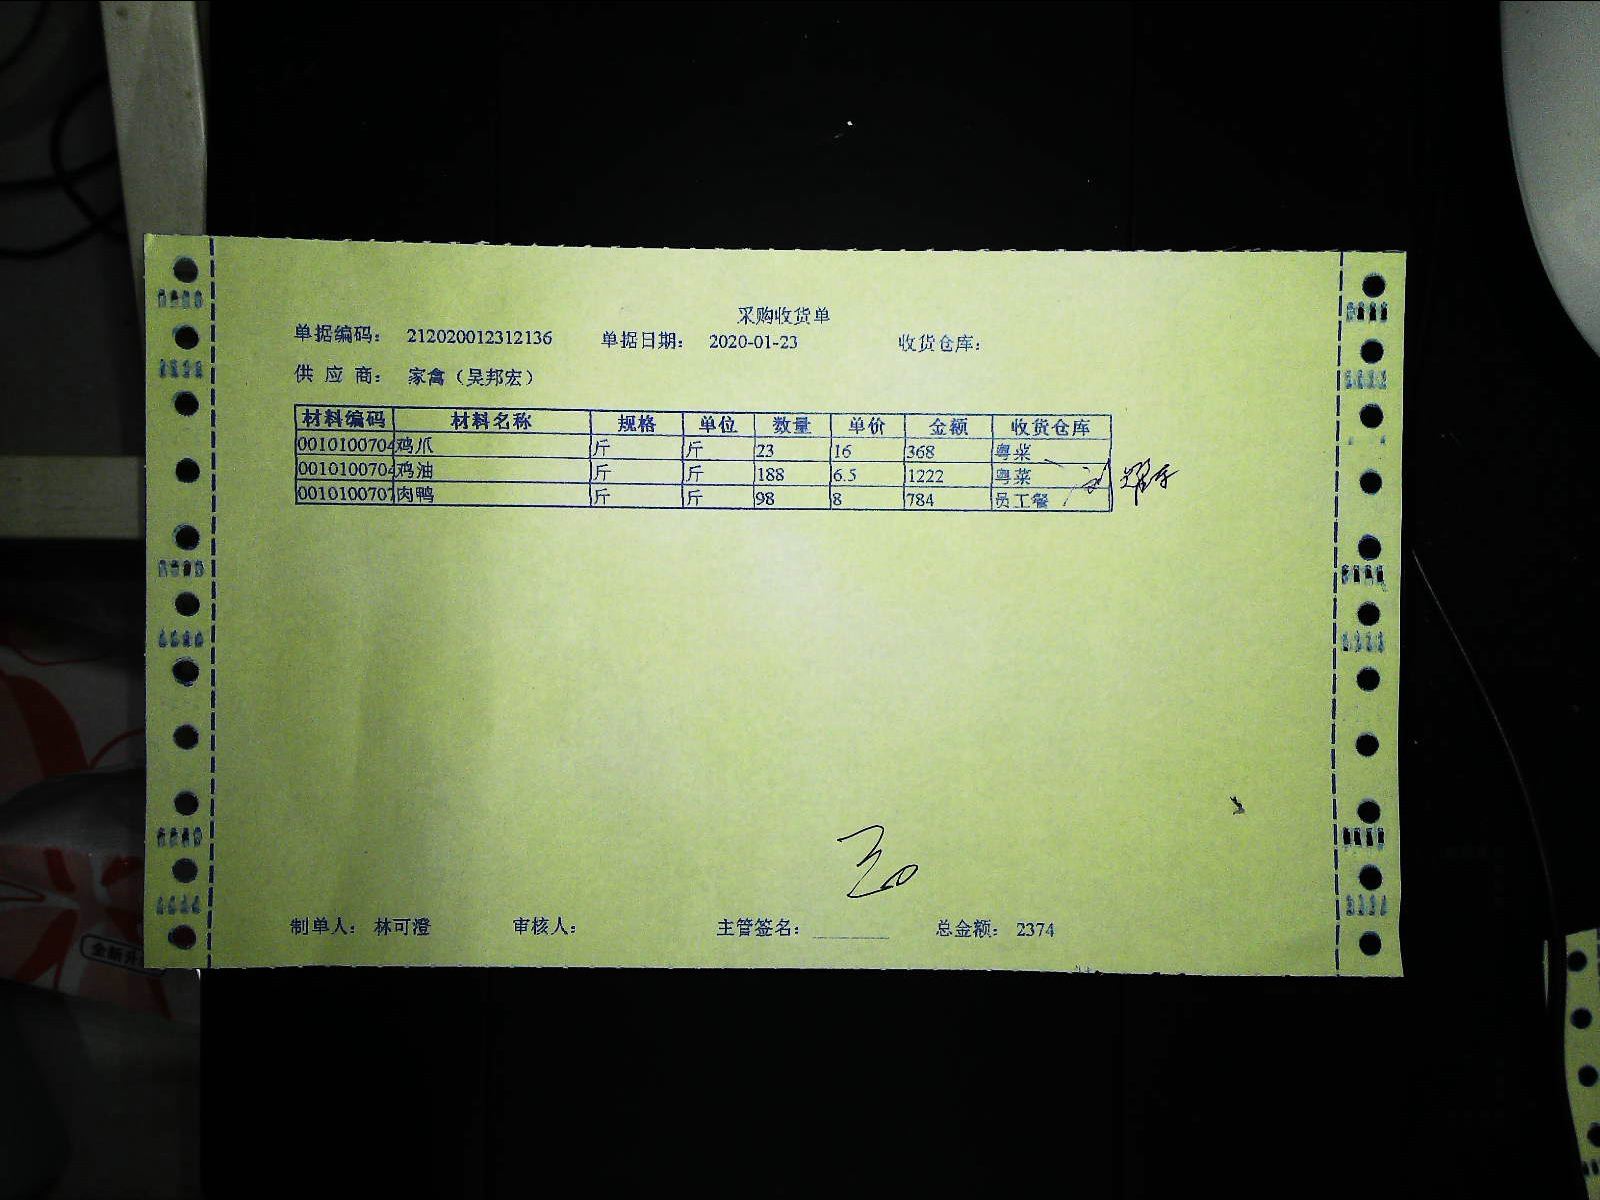 采购收货单
单据编码： 212020012312136 单据日期： 2020-01-23 收货仓库：
供 应 商： 家禽（吴邦宏）
材料编码 材料名称 规格 单位 数量 单价 金额 收货仓库
0010100704 鸡爪 斤 斤 23 16 368 粤菜
0010100704 鸡油 斤 斤 188 6.5 1222 粤菜
0010100707 肉鸭 斤 斤 98 8 784 员工餐
制单人： 林可澄 审核人： 主管签名： 总金额： 2374